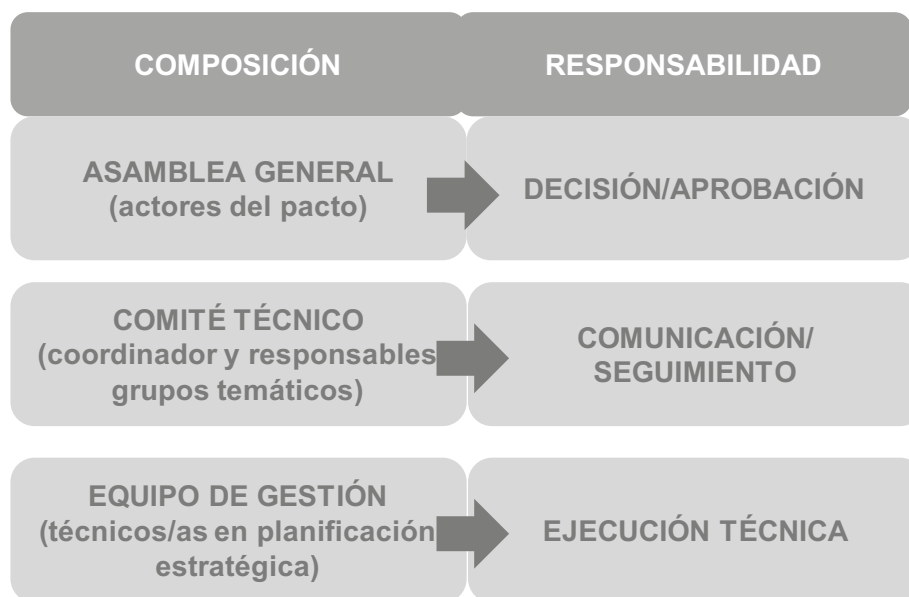 COMPOSICIÓN
RESPONSABILIDAD
ASAMBLEA GENERAL
(actores del pacto)
DECISIÓN/APROBACIÓN
COMITÉ TÉCNICO
(coordinador y responsables
grupos temáticos)
COMUNICACIÓN/
SEGUIMIENTO
EQUIPO DE GESTIÓN
(técnicos/as en planificación
estratégica)
EJECUCIÓN TÉCNICA